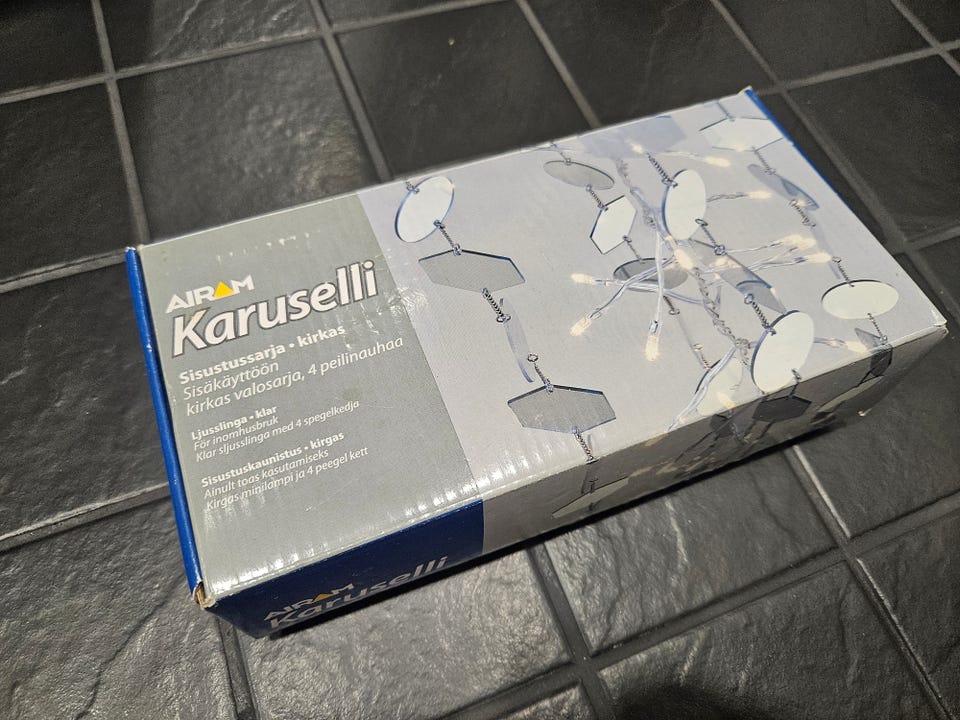 AIRAM
Karuselli
Sisustussarja • kirkas
Sisäkäyttöön
kirkas valosarja, 4 peilinauhaa
Ljusslinga • klar
För inomhusbruk
Klar sljusslinga med 4 spegelkedja
Sisustuskaunistus • kirgas
Ainult toas kasutamiseks
Kirgas minilampi ja 4 peegel kett
AIRAM
Karuselli